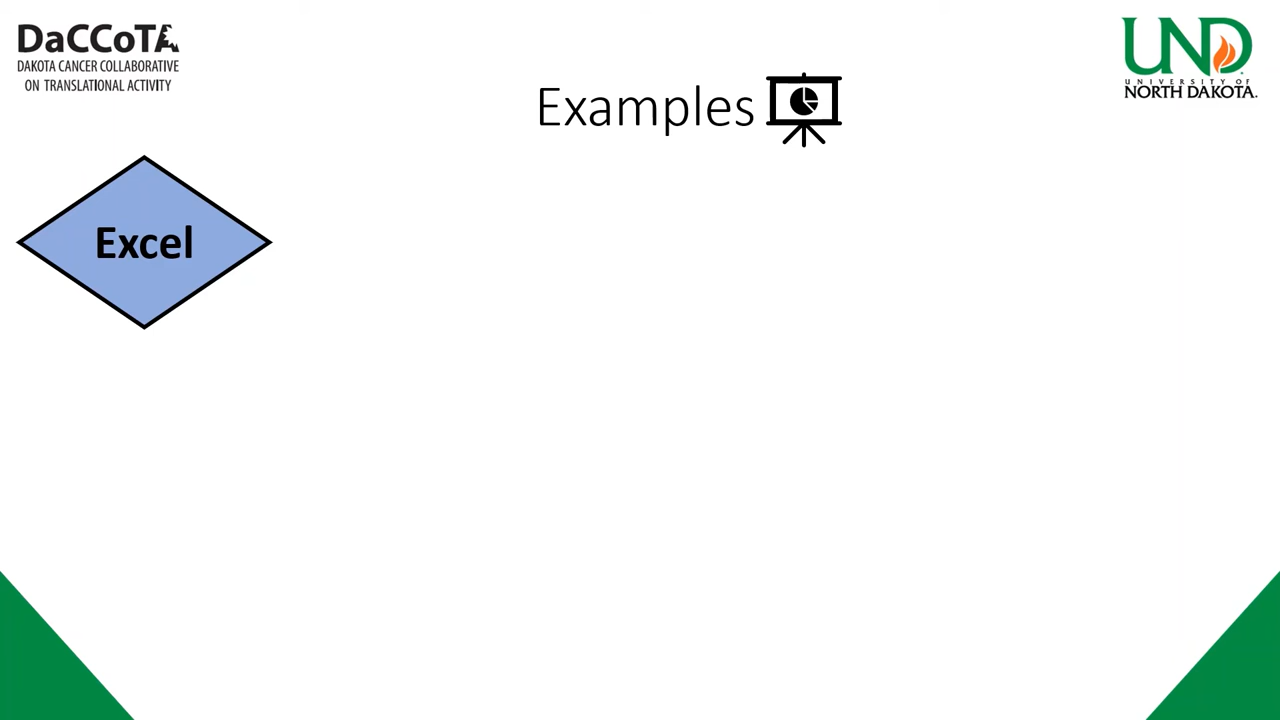 DaCCoTA
DAKOTA CANCER COLLABORATIVE
ON TRANSLATIONAL ACTIVITY
UND
UNIVERSITY OF
NORTH DAKOTA.
Examples
Excel